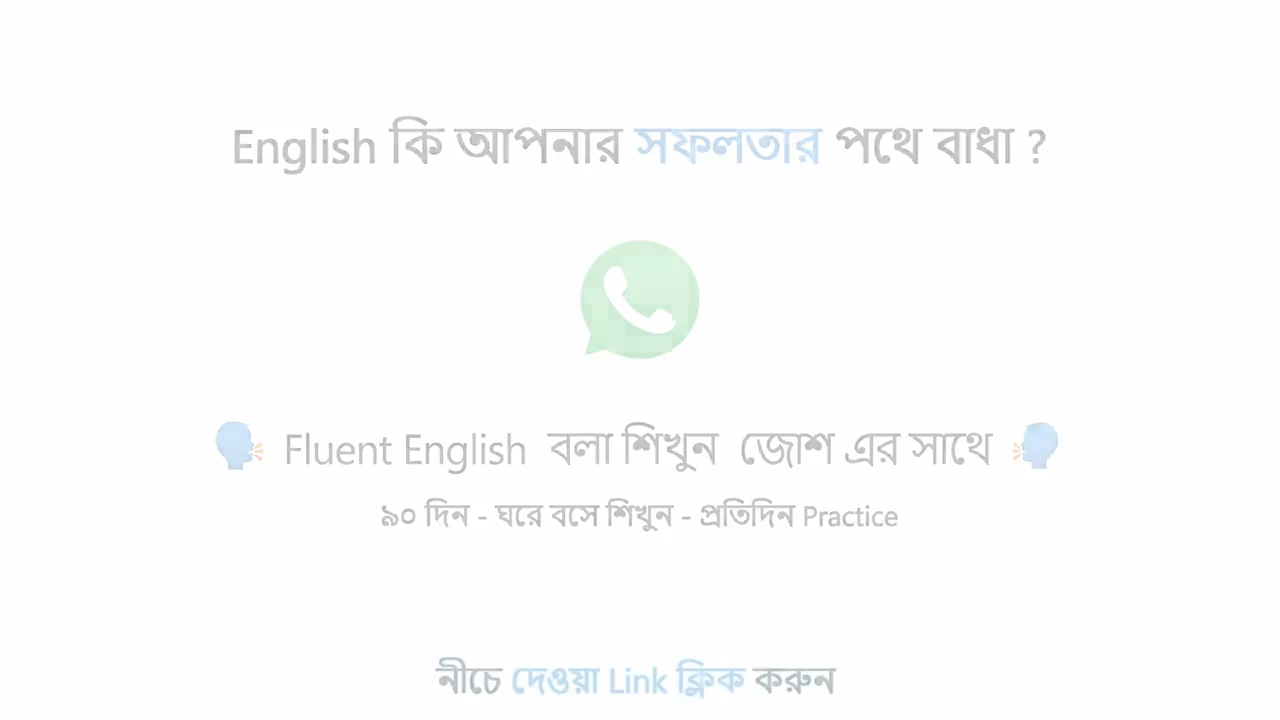 English কি আপনার সফলতার পথে বাধা ?
Fluent English বলা শিখুন জোশ এর সাথে
৯০ দিন - ঘরে বসে শিখুন - প্রতিদিন Practice
নীচে দেওয়া Link ক্লিক করুন